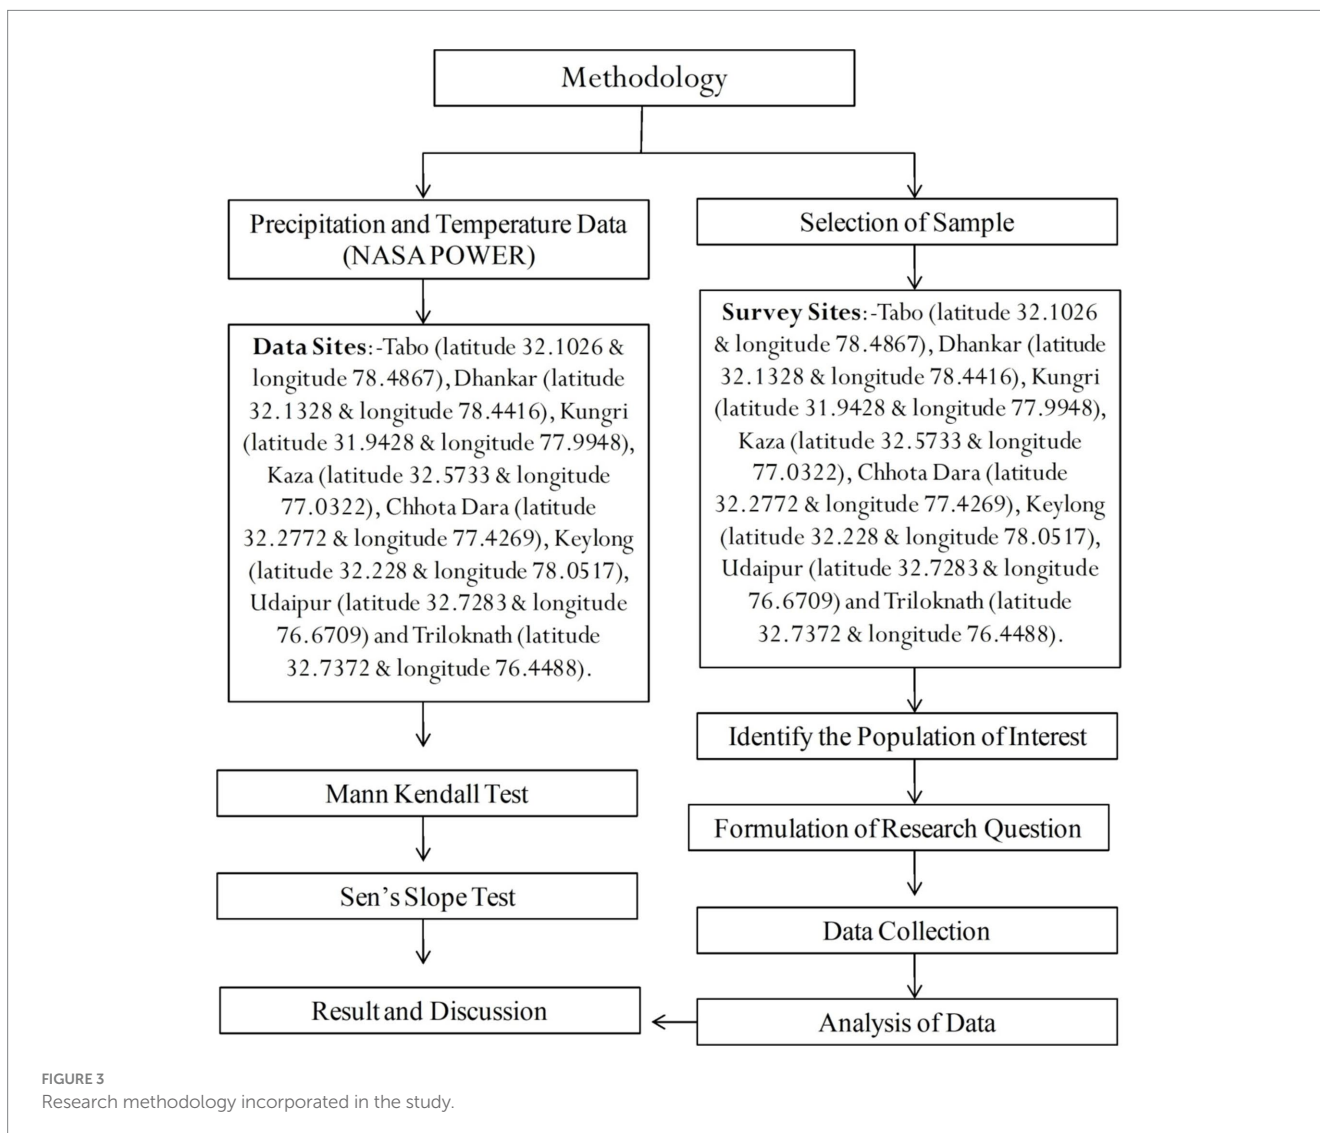 Methodology
Precipitation and Temperature Data
(NASA POWER)
Data Sites:-Tabo (latitude 32.1026 &
longitude 78.4867), Dhankar (latitude
32.1328 & longitude 78.4416), Kungri
(latitude 31.9428 & longitude 77.9948),
Kaza (latitude 32.5733 & longitude
77.0322), Chhota Dara (latitude
32.2772 & longitude 77.4269), Keylong
(latitude 32.228 & longitude 78.0517),
Udaipur (latitude 32.7283 & longitude
76.6709) and Triloknath (latitude
32.7372 & longitude 76.4488).
Mann Kendall Test
Sen’s Slope Test
Result and Discussion
Selection of Sample
Survey Sites:-Tabo (latitude 32.1026
& longitude 78.4867), Dhankar (latitude
32.1328 & longitude 78.4416), Kungri
(latitude 31.9428 & longitude 77.9948),
Kaza (latitude 32.5733 & longitude
77.0322), Chhota Dara (latitude
32.2772 & longitude 77.4269), Keylong
(latitude 32.228 & longitude 78.0517),
Udaipur (latitude 32.7283 & longitude
76.6709) and Triloknath (latitude
32.7372 & longitude 76.4488).
Identify the Population of Interest
Formulation of Research Question
Data Collection
Analysis of Data
FIGURE 3
Research methodology incorporated in the study.